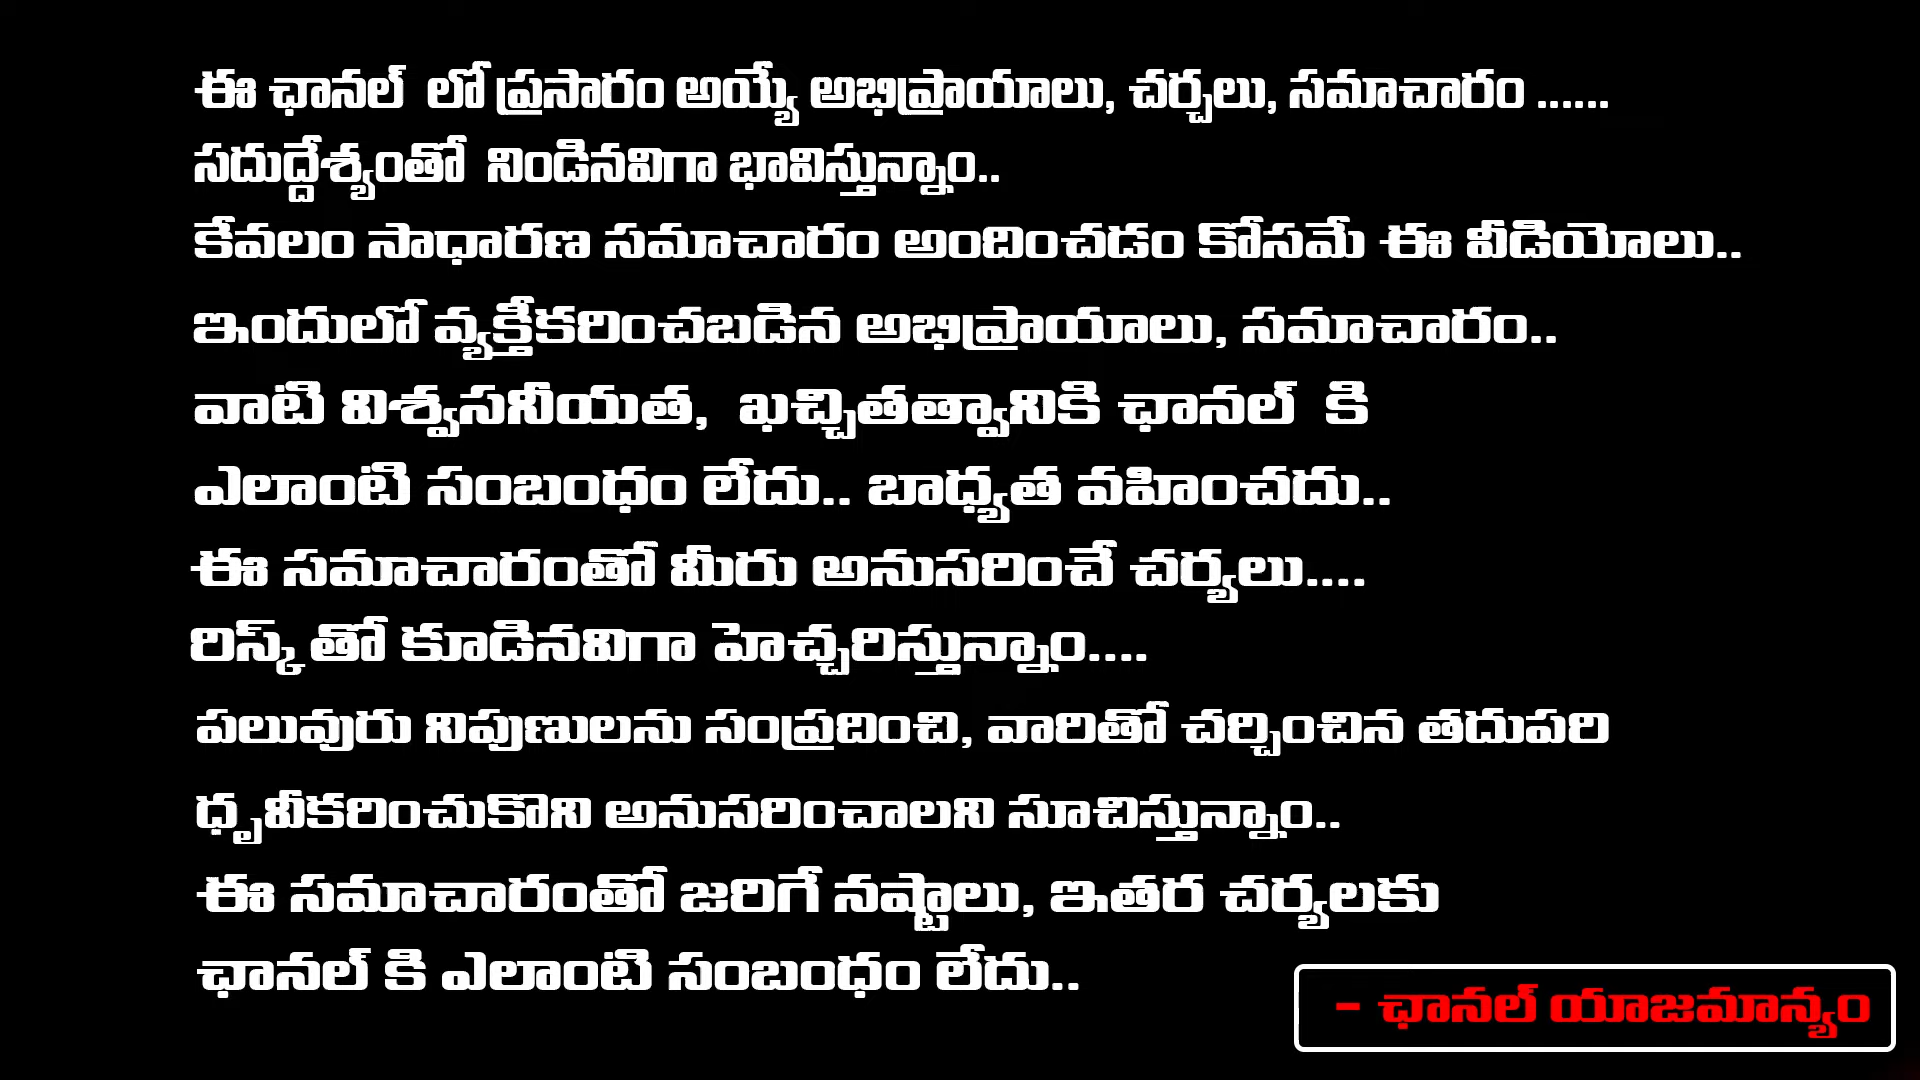 ఈ ఛానల్ లో ప్రసారం అయ్యే అభిప్రాయాలు, చర్చలు, సమాచారం ......
సదుద్దేశ్యంతో నిండినవిగా భావిస్తున్నాం..
కేవలం సాధారణ సమాచారం అందించడం కోసమే ఈ వీడియోలు..
ఇందులో వ్యక్తీకరించబడిన అభిప్రాయాలు, సమాచారం..
వాటి విశ్వసనీయత, ఖచ్చితత్వానికి ఛానల్ కి
ఎలాంటి సంబంధం లేదు.. బాధ్యత వహించదు..
ఈ సమాచారంతో మీరు అనుసరించే చర్యలు....
రిస్క్ తో కూడినవిగా హెచ్చరిస్తున్నాం....
పలువురు నిపుణులను సంప్రదించి, వారితో చర్చించిన తదుపరి
ధృవీకరించుకొని అనుసరించాలని సూచిస్తున్నాం..
ఈ సమాచారంతో జరిగే నష్టాలు, ఇతర చర్యలకు
ఛానల్ కి ఎలాంటి సంబంధం లేదు..
- ఛానల్ యాజమాన్యం